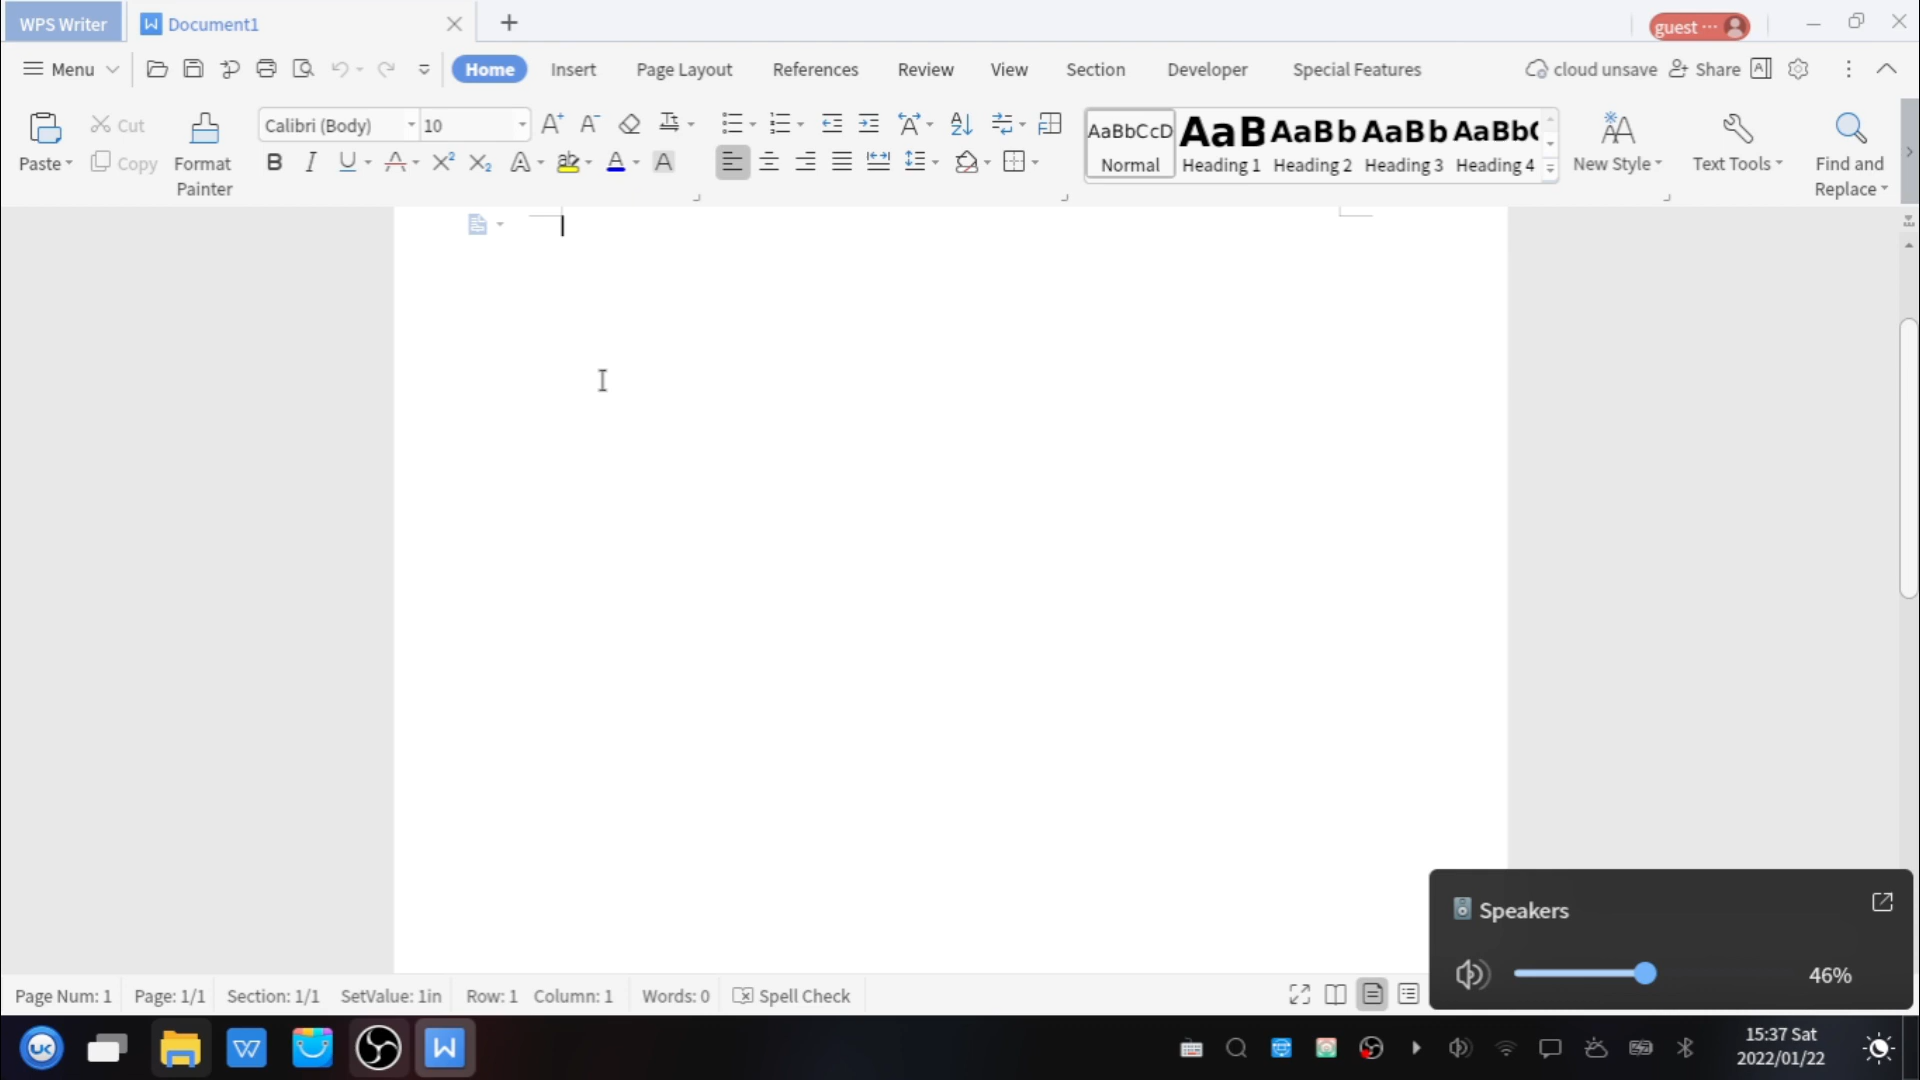 WPS Writer
Document1
guest ···
Menu
Home
Insert
Page Layout
References
Review
View
Section
Developer
Special Features
cloud unsave
Share
Paste
Cut
Copy
Format
Painter
Calibri (Body)
10
AaBbCcD
Normal
AaB
Heading 1
AaBb
Heading 2
AaBb
Heading 3
AaBb
Heading 4
New Style
Text Tools
Find and
Replace
Speakers
46%
Page Num: 1
Page: 1/1
Section: 1/1
SetValue: 1in
Row: 1
Column: 1
Words: 0
Spell Check
UK
15:37 Sat
2022/01/22